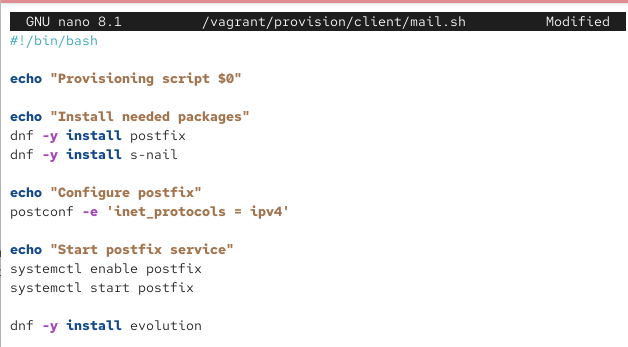 GNU nano 8.1 /vagrant/provision/client/mail.sh Modified
#!/bin/bash
echo "Provisioning script $0"
echo "Install needed packages"
dnf -y install postfix
dnf -y install s-nail
echo "Configure postfix"
postconf -e 'inet_protocols = ipv4'
echo "Start postfix service"
systemctl enable postfix
systemctl start postfix
dnf -y install evolution